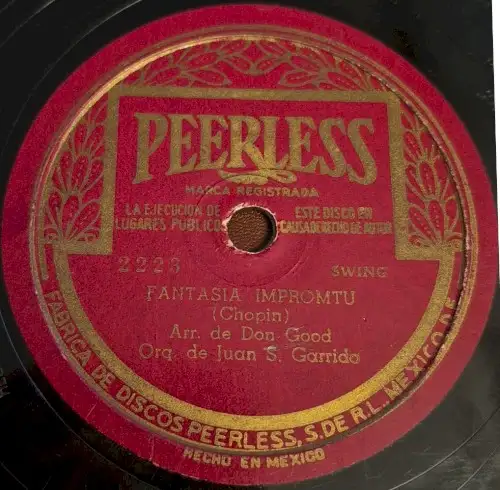 PEERLESS
MARCA REGISTRADA
LA EJECUCION DE
LUGARES PUBLICOS
ESTE DISCO EN
CAUSA DERECHO DE AUTOR
2223
SWING
FANTASIA IMPROMTU
(Chopin)
Arr. de Don Good
Orq. de Juan S. Garrido
FABRICA DE DISCOS PEERLESS, S. DE R.L. MEXICO DF
HECHO EN MEXICO